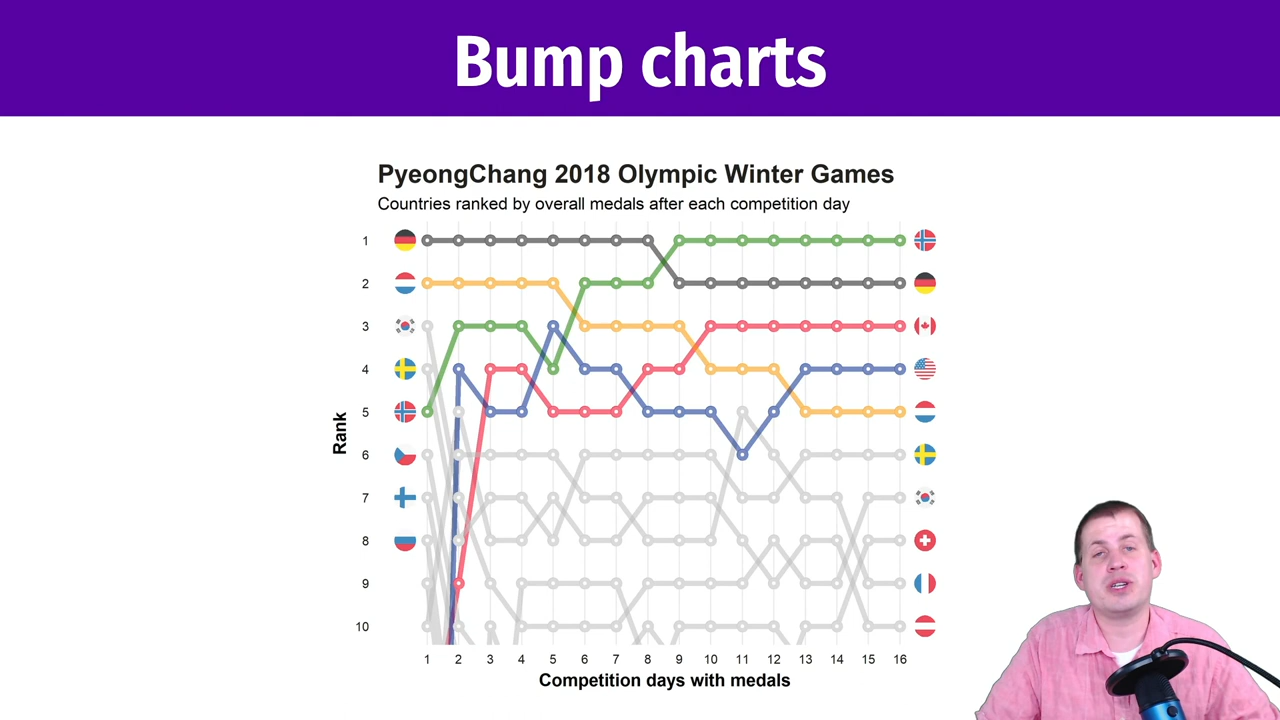 Bump charts
PyeongChang 2018 Olympic Winter Games
Countries ranked by overall medals after each competition day
1
2
3
4
5
6
7
8
9
10
Rank
1 2 3 4 5 6 7 8 9 10 11 12 13 14 15 16
Competition days with medals